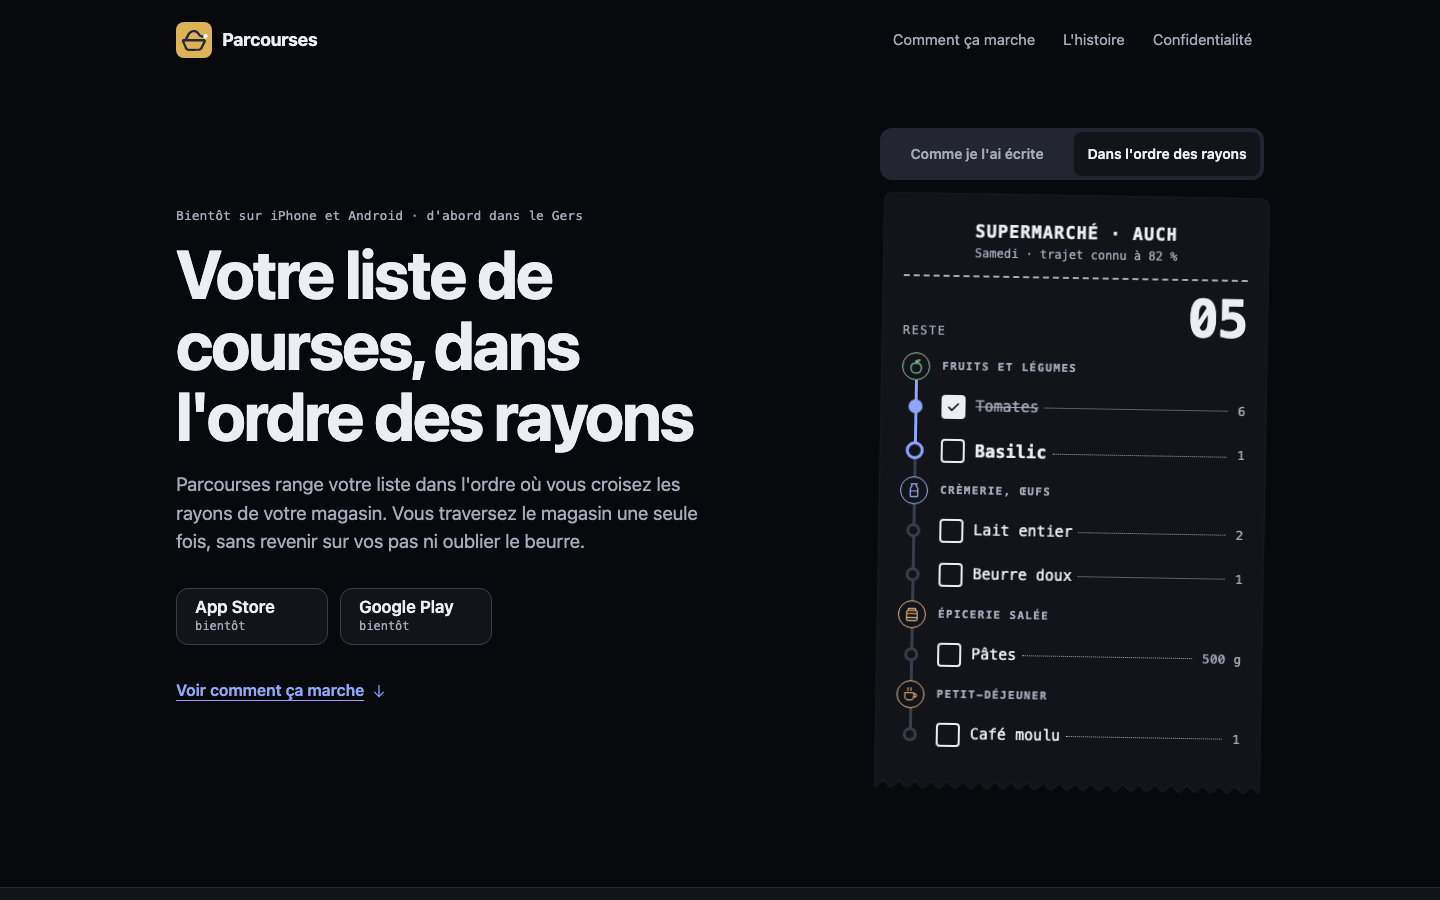 Parcourses
Comment ça marche
L'histoire
Confidentialité
Bientôt sur iPhone et Android · d'abord dans le Gers
Votre liste de
courses, dans
l'ordre des rayons
Parcourses range votre liste dans l'ordre où vous croisez les
rayons de votre magasin. Vous traversez le magasin une seule
fois, sans revenir sur vos pas ni oublier le beurre.
App Store
bientôt
Google Play
bientôt
Voir comment ça marche ↓
Comme je l'ai écrite
Dans l'ordre des rayons
SUPERMARCHÉ · AUCH
Samedi · trajet connu à 82 %
RESTE 05
FRUITS ET LÉGUMES
Tomates 6
Basilic 1
CRÈMERIE, ŒUFS
Lait entier 2
Beurre doux 1
ÉPICERIE SALÉE
Pâtes 500 g
PETIT-DÉJEUNER
Café moulu 1